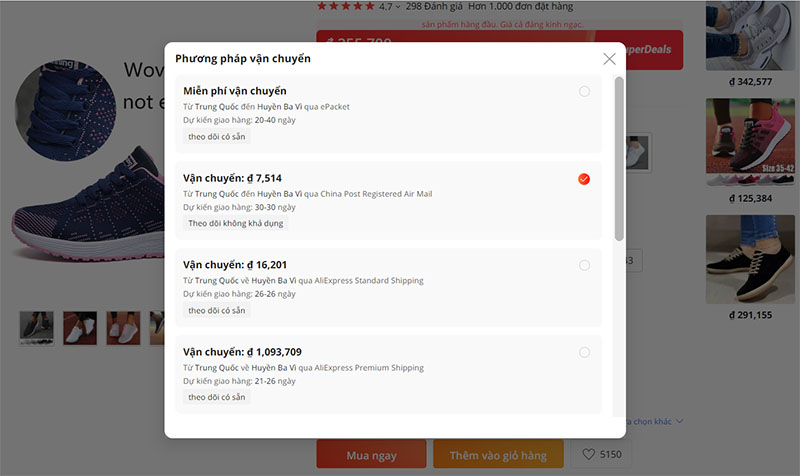 4.7
298 Đánh giá
Hơn 1.000 đơn đặt hàng
sản phẩm hàng đầu. Giá cả đáng kinh ngạc.
Wov
not e
Phương pháp vận chuyển
Miễn phí vận chuyển
Từ Trung Quốc đến Huyện Ba Vì qua ePacket
Dự kiến giao hàng: 20-40 ngày
theo dõi có sẵn
Vận chuyển: ₫ 7,514
Từ Trung Quốc đến Huyện Ba Vì qua China Post Registered Air Mail
Dự kiến giao hàng: 30-30 ngày
Theo dõi không khả dụng
Vận chuyển: ₫ 16,201
Từ Trung Quốc về Huyện Ba Vì qua AliExpress Standard Shipping
Dự kiến giao hàng: 26-26 ngày
theo dõi có sẵn
Vận chuyển: ₫ 1,093,709
Từ Trung Quốc về Huyện Ba Vì qua AliExpress Premium Shipping
Dự kiến giao hàng: 21-26 ngày
theo dõi có sẵn
uperDeals
₫ 342,577
Size 35-42
₫ 125,384
₫ 291,155
chọn khác
Mua ngay
Thêm vào giỏ hàng
5150